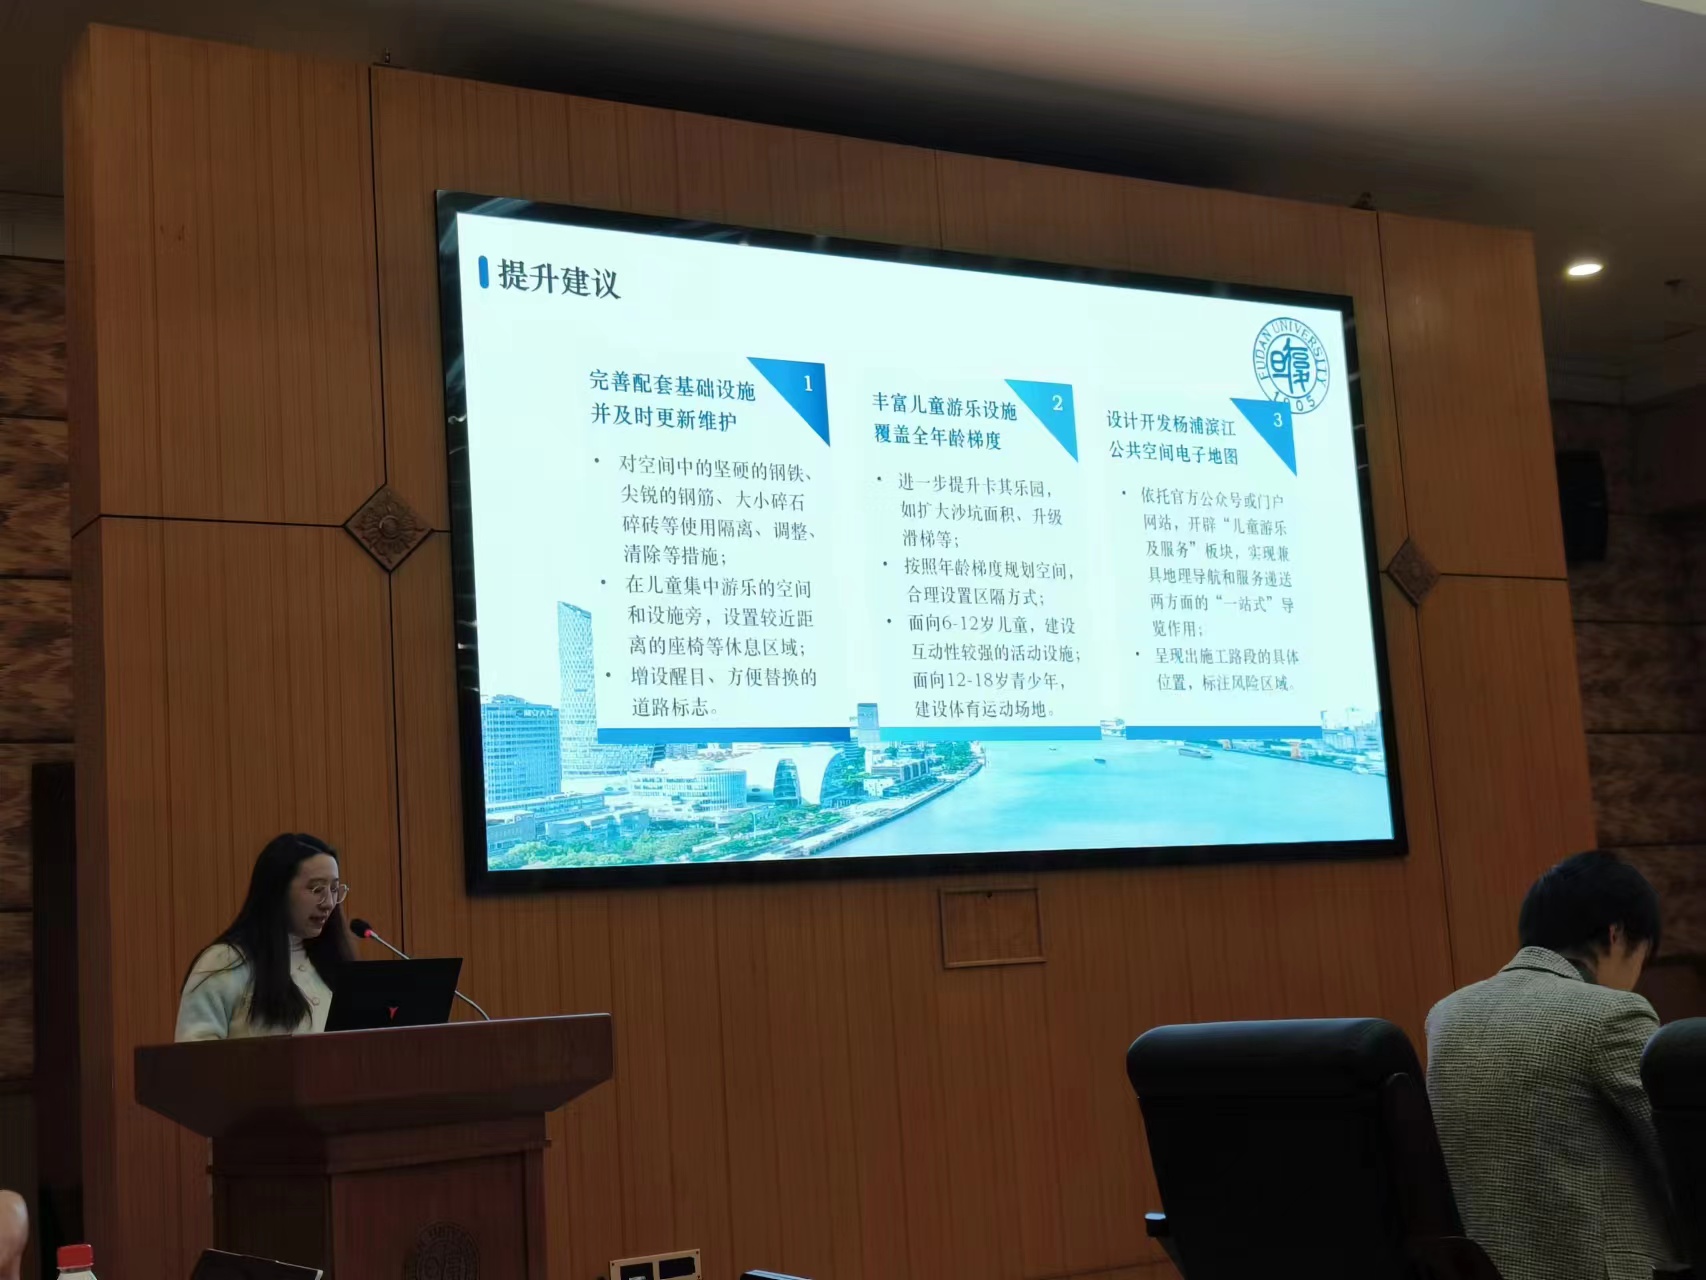 提升建议
FUDAN UNIVERSITY
1905
1
完善配套基础设施
并及时更新维护
• 对空间中的坚硬的钢铁、
尖锐的钢筋、大小碎石
碎砖等使用隔离、调整、
清除等措施；
• 在儿童集中游乐的空间
和设施旁，设置较近距
离的座椅等休息区域；
• 增设醒目、方便替换的
道路标志。
2
丰富儿童游乐设施
覆盖全年龄梯度
• 进一步提升卡其乐园，
如扩大沙坑面积、升级
滑梯等；
• 按照年龄梯度规划空间，
合理设置区隔方式；
• 面向6-12岁儿童，建设
互动性较强的活动设施；
面向12-18岁青少年，
建设体育运动场地。
3
设计开发杨浦滨江
公共空间电子地图
• 依托官方公众号或门户
网站，开辟“儿童游乐
及服务”板块，实现兼
具地理导航和服务递送
两方面的“一站式”导
览作用；
• 呈现出施工路段的具体
位置，标注风险区域。